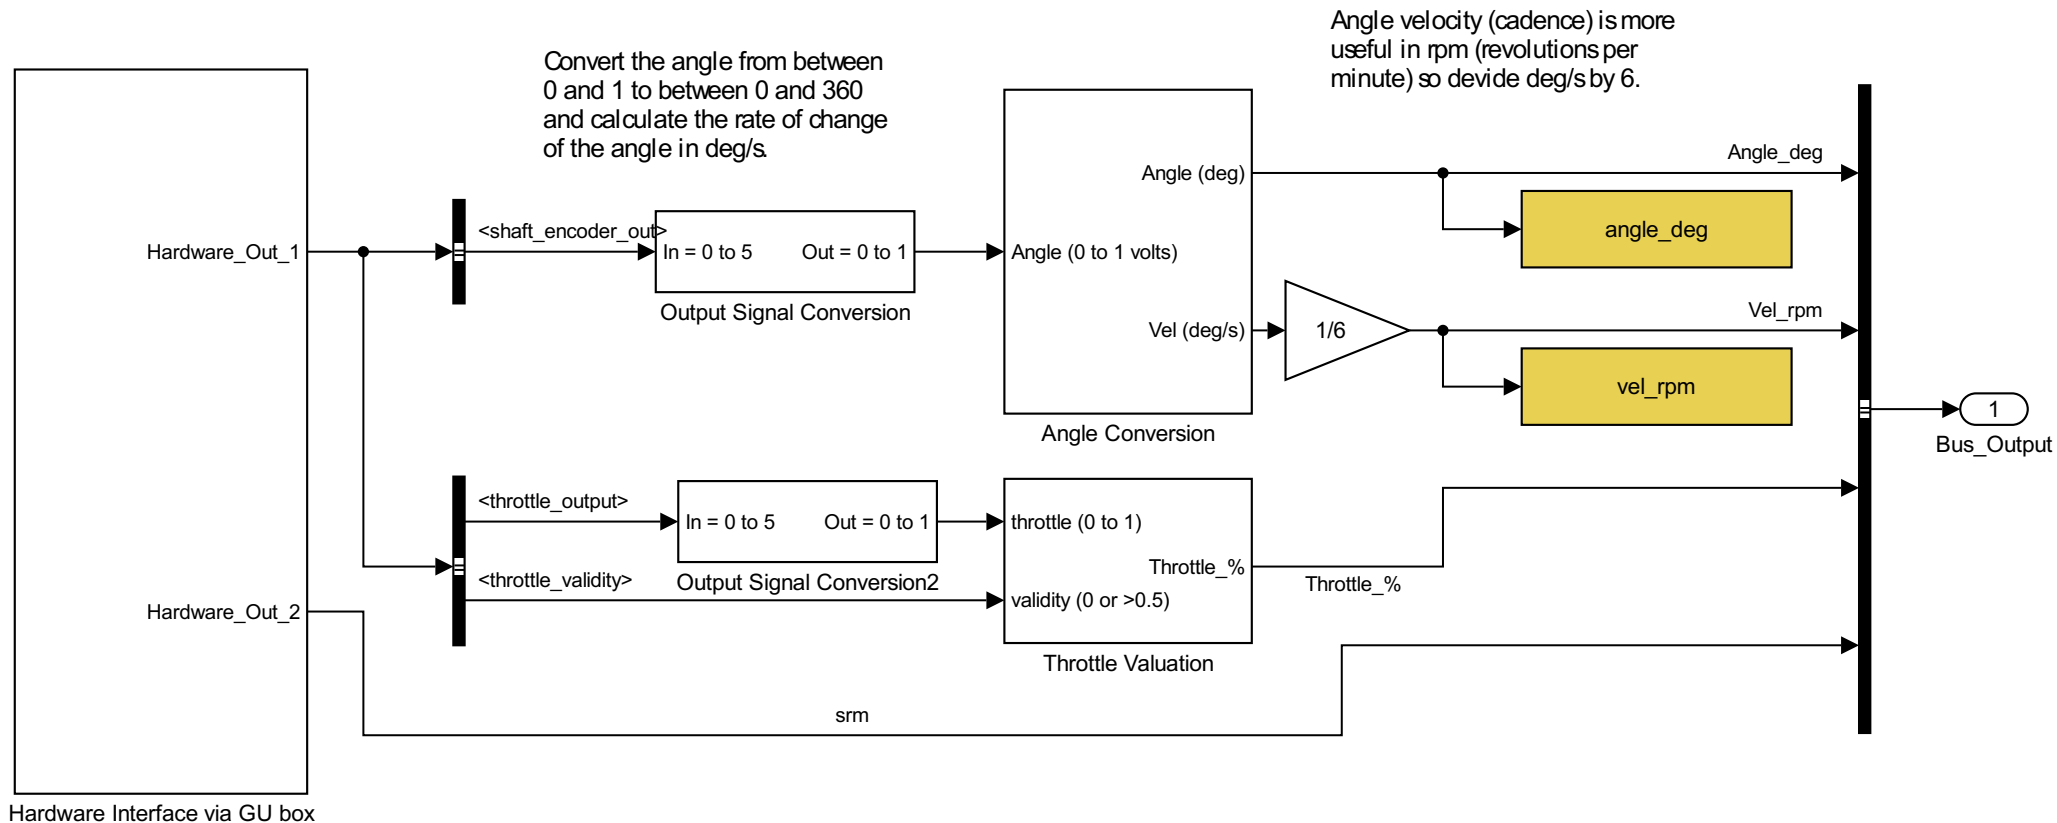 Convert the angle from between
0 and 1 to between 0 and 360
and calculate the rate of change
of the angle in deg/s.
Angle velocity (cadence) is more
useful in rpm (revolutions per
minute) so devide deg/s by 6.
Hardware_Out_1
Hardware_Out_2
Hardware Interface via GU box
<shaft_encoder_out>
In = 0 to 5 Out = 0 to 1
Output Signal Conversion
Angle (0 to 1 volts)
Angle (deg)
Vel (deg/s)
Angle Conversion
1/6
Angle_deg
angle_deg
Vel_rpm
vel_rpm
<throttle_output>
<throttle_validity>
In = 0 to 5 Out = 0 to 1
Output Signal Conversion2
throttle (0 to 1)
Throttle_%
validity (0 or >0.5)
Throttle Valuation
Throttle_%
srm
1
Bus_Output